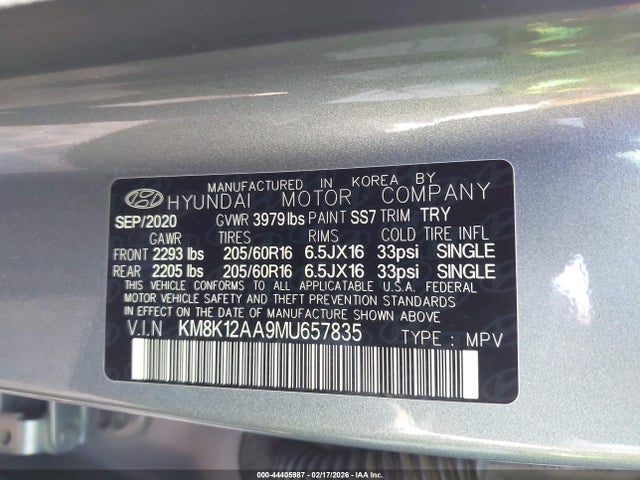 MANUFACTURED IN KOREA BY
HYUNDAI MOTOR COMPANY
SEP/2020 GVWR 3979 lbs PAINT SS7 TRIM TRY
GAWR TIRES RIMS COLD TIRE INFL
FRONT 2293 lbs 205/60R16 6.5JX16 33psi SINGLE
REAR 2205 lbs 205/60R16 6.5JX16 33psi SINGLE
THIS VEHICLE CONFORMS TO ALL APPLICABLE U.S.A. FEDERAL
MOTOR VEHICLE SAFETY AND THEFT PREVENTION STANDARDS
IN EFFECT ON THE DATE OF MANUFACTURE SHOWN ABOVE
V.I.N KM8K12AA9MU657835
TYPE : MPV
000-44405987 - 02/17/2026 - IAA Inc.